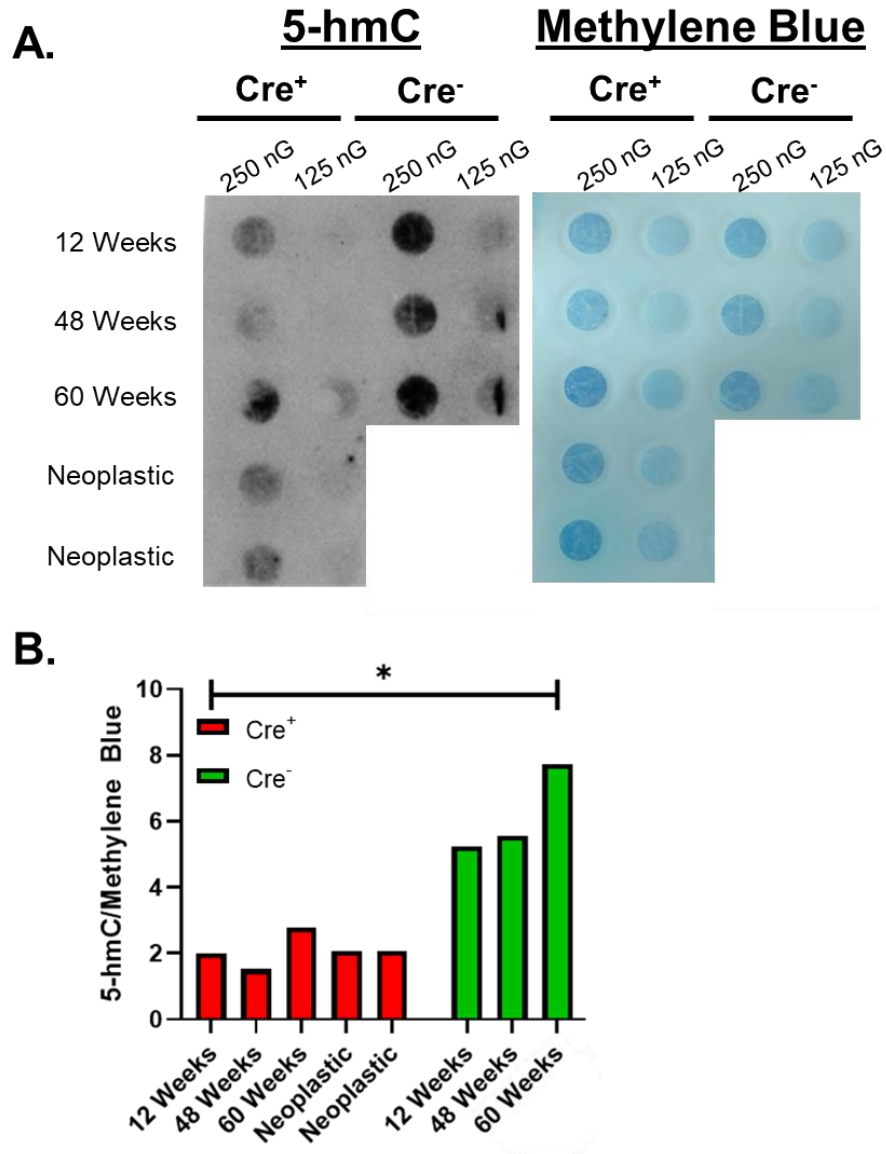 A.
5-hmC Methylene Blue
Cre+ Cre- Cre+ Cre-
250 nG 125 nG 250 nG 125 nG 250 nG 125 nG 250 nG 125 nG
12 Weeks
48 Weeks
60 Weeks
Neoplastic
Neoplastic
B.
*
10
8
6
4
2
0
5-hmC/Methylene Blue
Cre+
Cre-
12 Weeks 48 Weeks 60 Weeks Neoplastic Neoplastic 12 Weeks 48 Weeks 60 Weeks